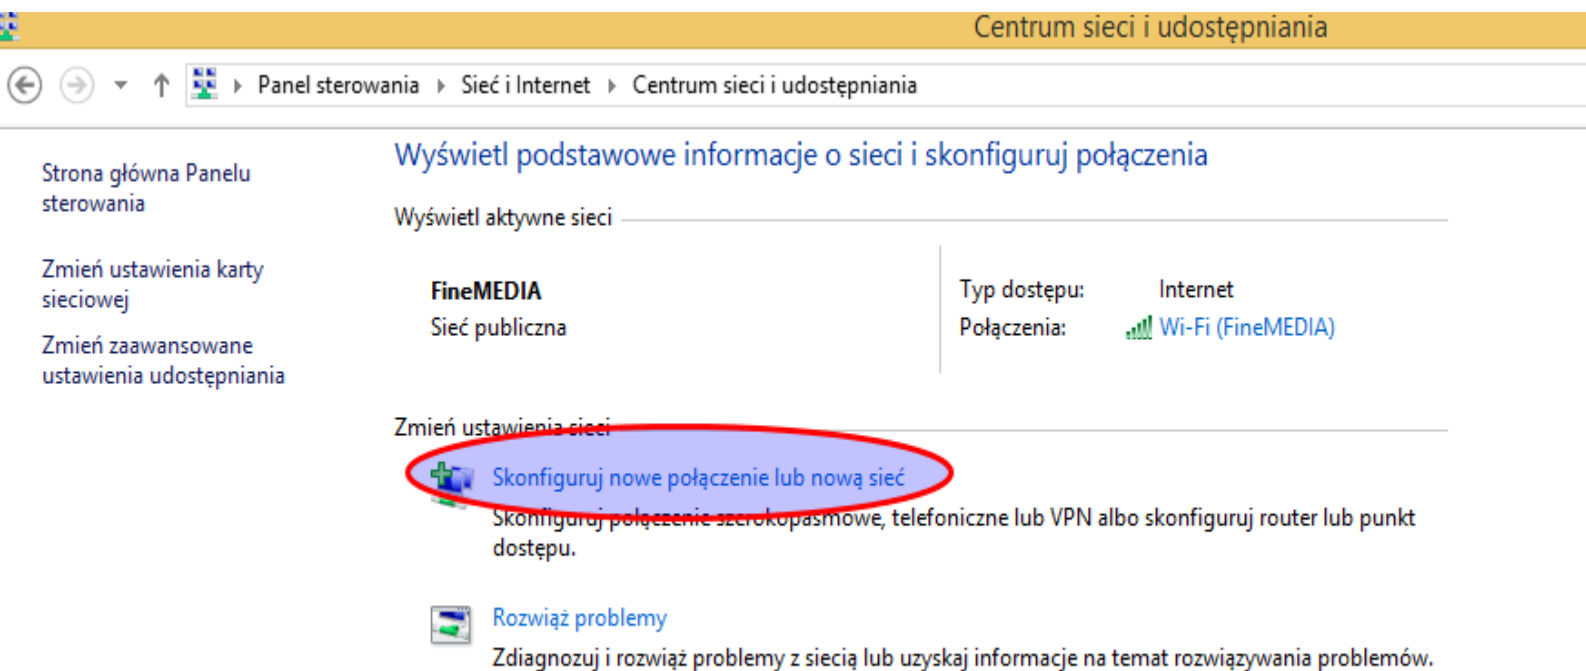 Centrum sieci i udostępniania
Panel sterowania Sieć i Internet Centrum sieci i udostępniania
Strona główna Panelu
sterowania
Zmień ustawienia karty
sieciowej
Zmień zaawansowane
ustawienia udostępniania
Wyświetl podstawowe informacje o sieci i skonfiguruj połączenia
Wyświetl aktywne sieci
FineMEDIA
Sieć publiczna
Typ dostępu: Internet
Połączenia: Wi-Fi (FineMEDIA)
Zmień ustawienia sieci
Skonfiguruj nowe połączenie lub nową sieć
Skonfiguruj połączenie szerokopasmowe, telefoniczne lub VPN albo skonfiguruj router lub punkt
dostępu.
Rozwiąż problemy
Zdiagnozuj i rozwiąż problemy z siecią lub uzyskaj informacje na temat rozwiązywania problemów.